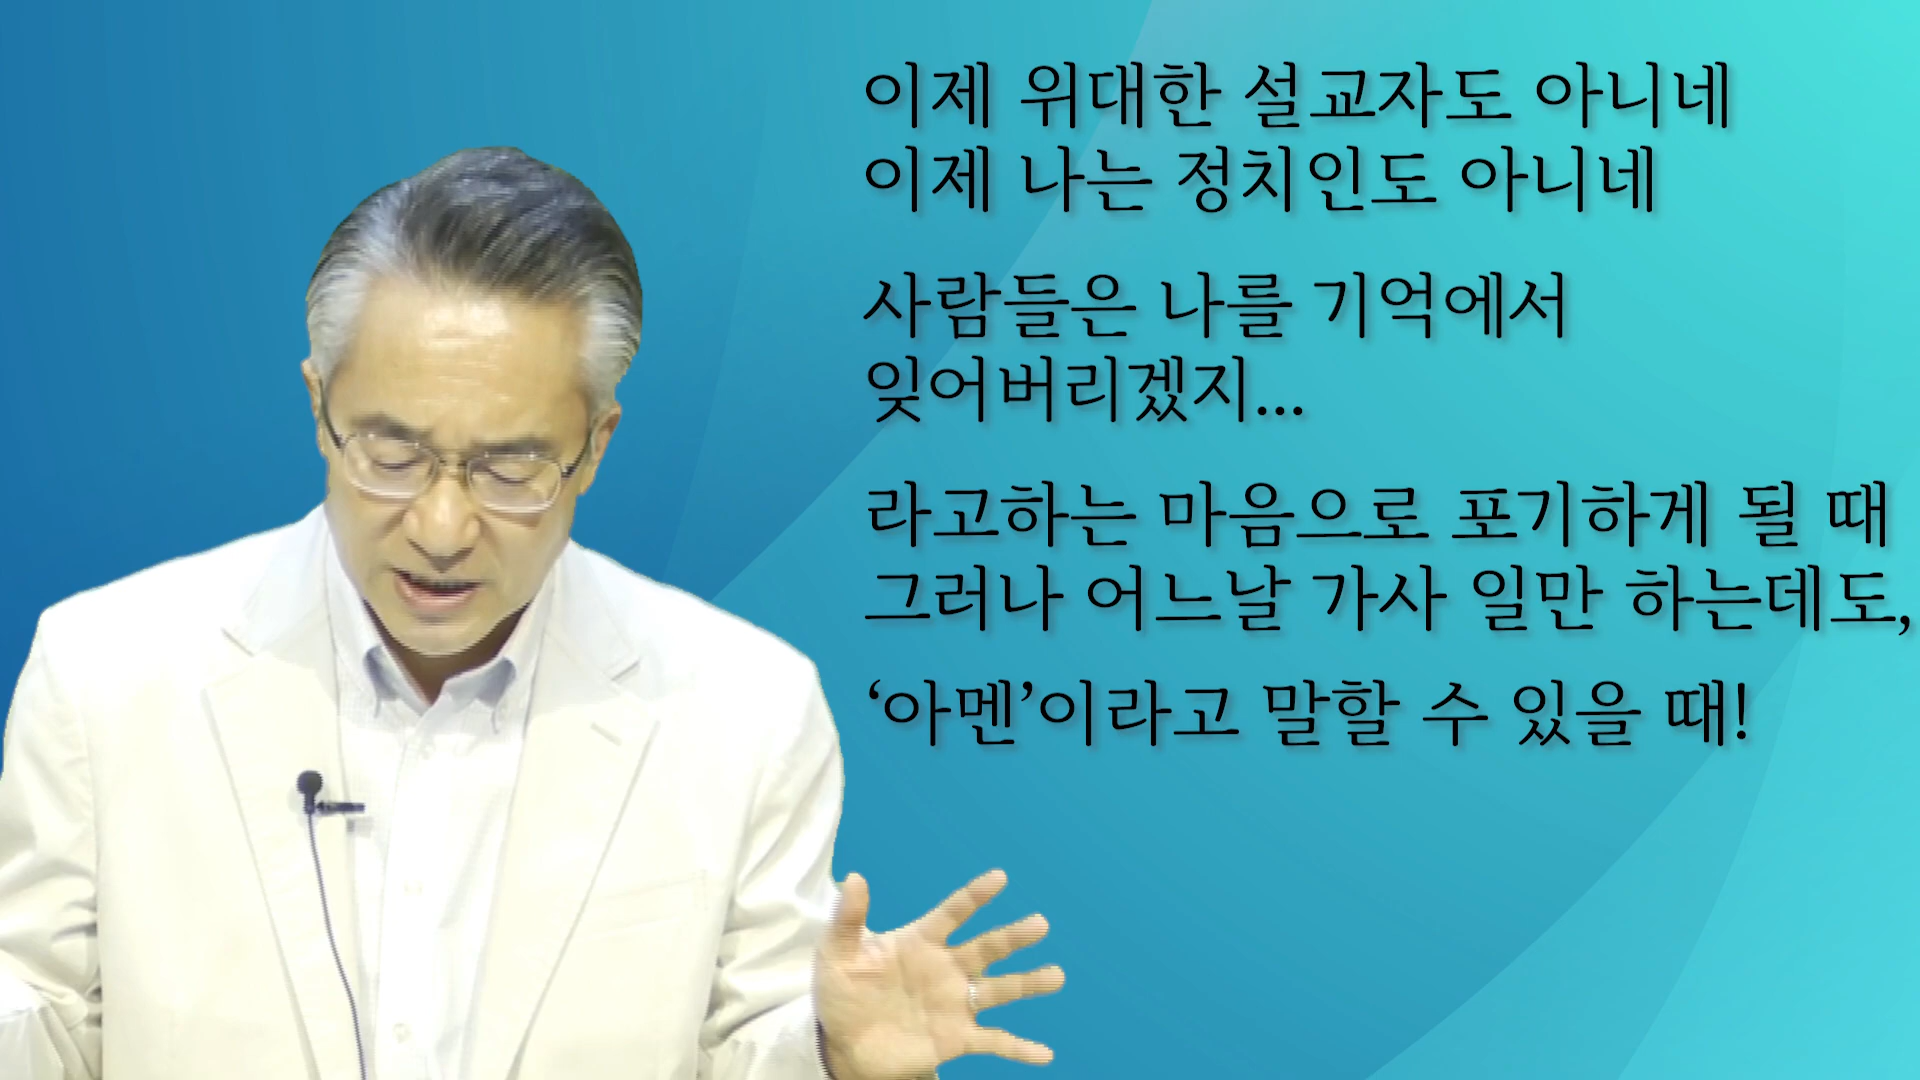 이제 위대한 설교자도 아니네
이제 나는 정치인도 아니네
사람들은 나를 기억에서
잊어버리겠지...
라고하는 마음으로 포기하게 될 때
그러나 어느날 가사 일만 하는데도,
‘아멘’이라고 말할 수 있을 때!